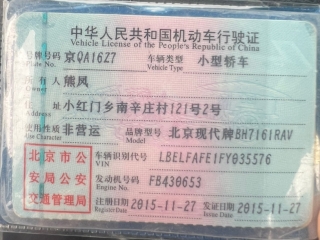 中华人民共和国机动车行驶证
Vehicle License of the People's Republic of China
号牌号码 京QA16Z7 车辆类型 小型轿车
Plate No. Vehicle Type
有人 熊凤
小红门乡南辛庄村121号2号
Address
使用性质 非营运 品牌型号 北京现代牌BH7161RAV
北京市公安局公安交通管理局
车辆识别代号 LBELFAFE1FY035576
VIN
发动机号码 FB430653
Engine No.
注册日期 2015-11-27 发证日期 2015-11-27
Register Date Issue Date